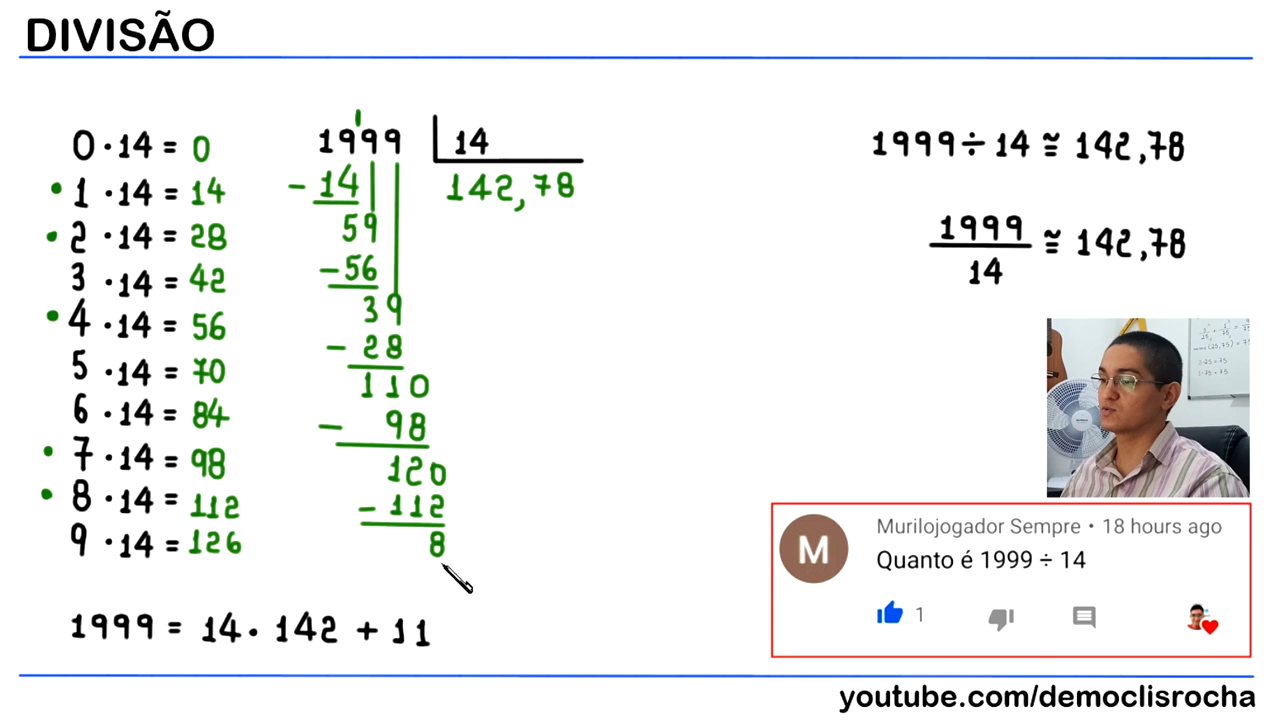 DIVISÃO
0 · 14 = 0
· 1 · 14 = 14
· 2 · 14 = 28
3 · 14 = 42
· 4 · 14 = 56
5 · 14 = 70
6 · 14 = 84
· 7 · 14 = 98
· 8 · 14 = 112
9 · 14 = 126
1999 = 14 · 142 + 11
1
1999 14
- 14 142,78
59
- 56
39
- 28
110
- 98
120
- 112
8
1999 ÷ 14 ≅ 142,78
1999
14 ≅ 142,78
M
Murilojogador Sempre • 18 hours ago
Quanto é 1999 ÷ 14
1
youtube.com/democlisrocha